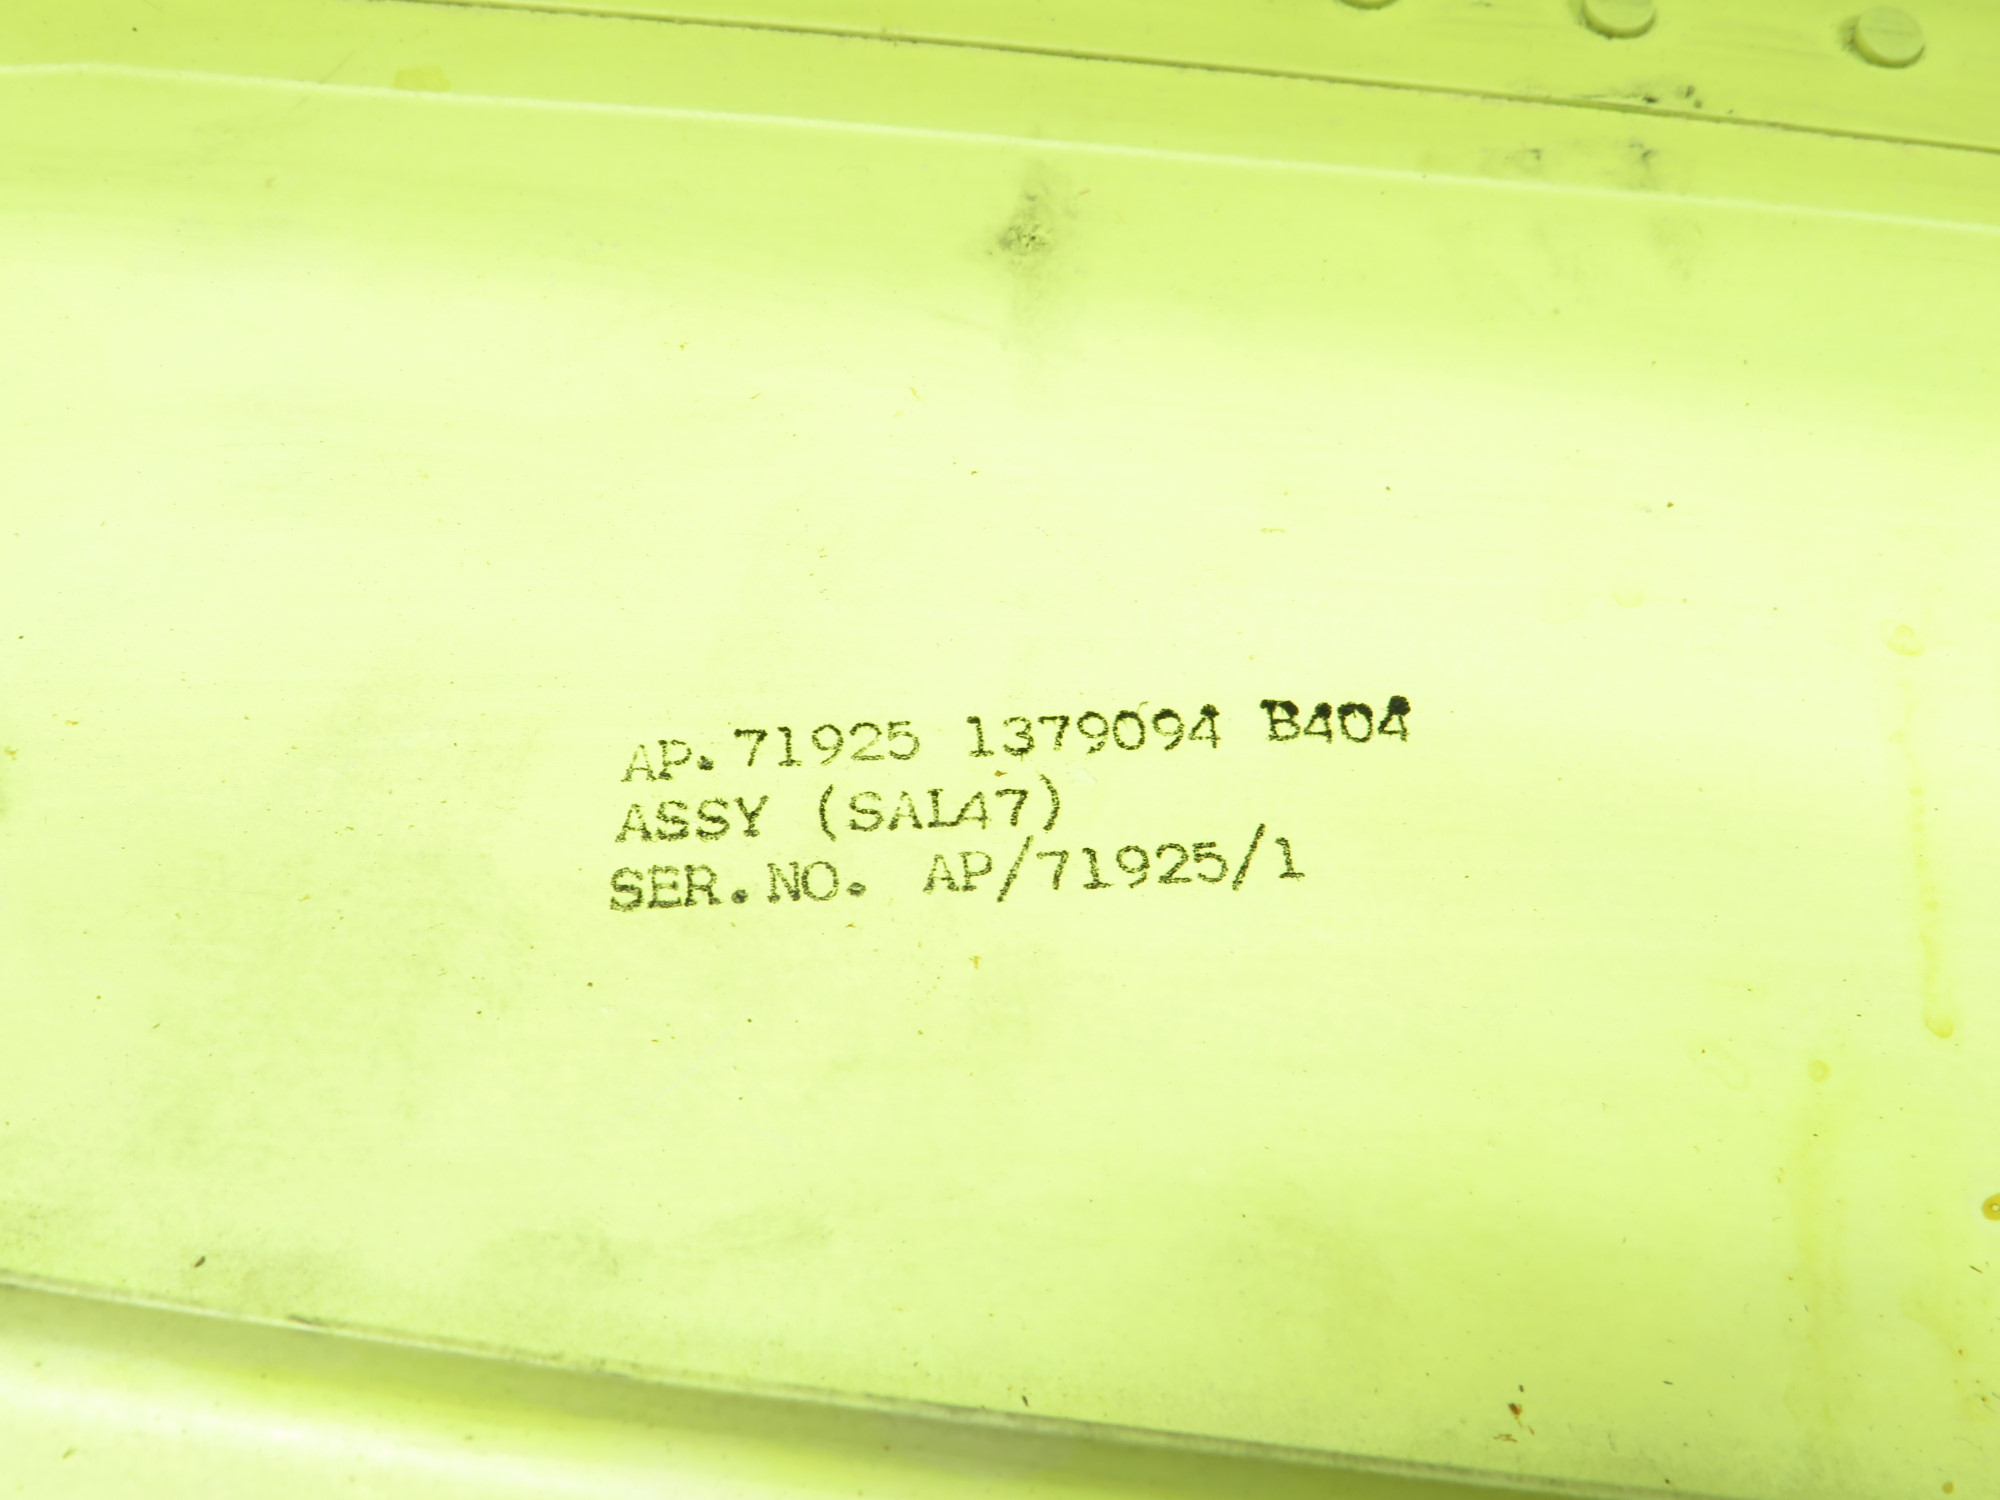 AP. 71925 1379094 B404
ASSY (SAL47)
SER.NO. AP/71925/1